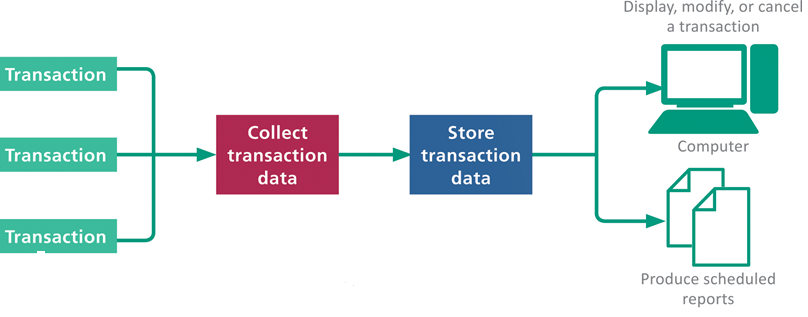 Display, modify, or cancel
a transaction
Transaction
Transaction
Transaction
Collect
transaction
data
Store
transaction
data
Computer
Produce scheduled
reports